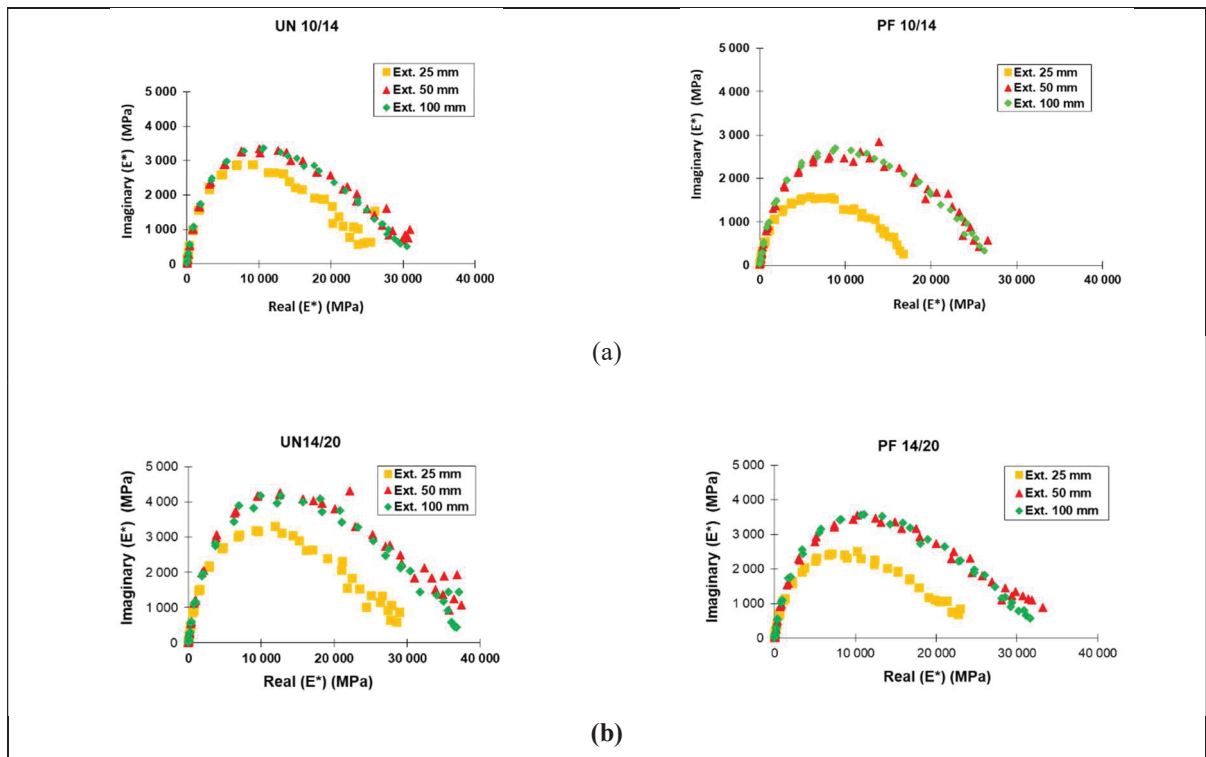 UN 10/14
Ext. 25 mm
Ext. 50 mm
Ext. 100 mm
5 000
4 000
3 000
2 000
1 000
0
Imaginary (E*) (MPa)
0
10 000
20 000
30 000
40 000
Real (E*) (MPa)
PF 10/14
Ext. 25 mm
Ext. 50 mm
Ext. 100 mm
5 000
4 000
3 000
2 000
1 000
0
Imaginary (E*) (MPa)
0
10 000
20 000
30 000
40 000
Real (E*) (MPa)
(a)
UN14/20
Ext. 25 mm
Ext. 50 mm
Ext. 100 mm
5 000
4 000
3 000
2 000
1 000
0
Imaginary (E*) (MPa)
0
10 000
20 000
30 000
40 000
Real (E*) (MPa)
PF 14/20
Ext. 25 mm
Ext. 50 mm
Ext. 100 mm
5 000
4 000
3 000
2 000
1 000
0
Imaginary (E*) (MPa)
0
10 000
20 000
30 000
40 000
Real (E*) (MPa)
(b)